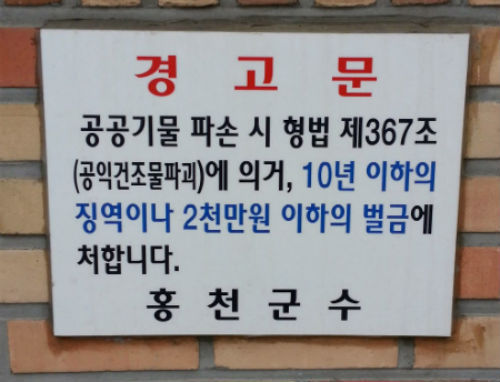 경 고 문
공공기물 파손 시 형법 제367조
(공익건조물파괴)에 의거, 10년 이하의
징역이나 2천만원 이하의 벌금에
처합니다.
홍 천 군 수